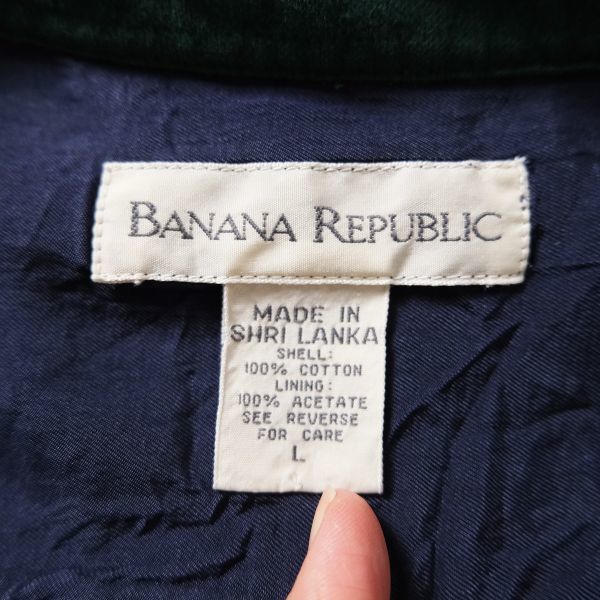 BANANA REPUBLIC
MADE IN
SHRI LANKA
SHELL:
100% COTTON
LINING:
100% ACETATE
SEE REVERSE
FOR CARE
L